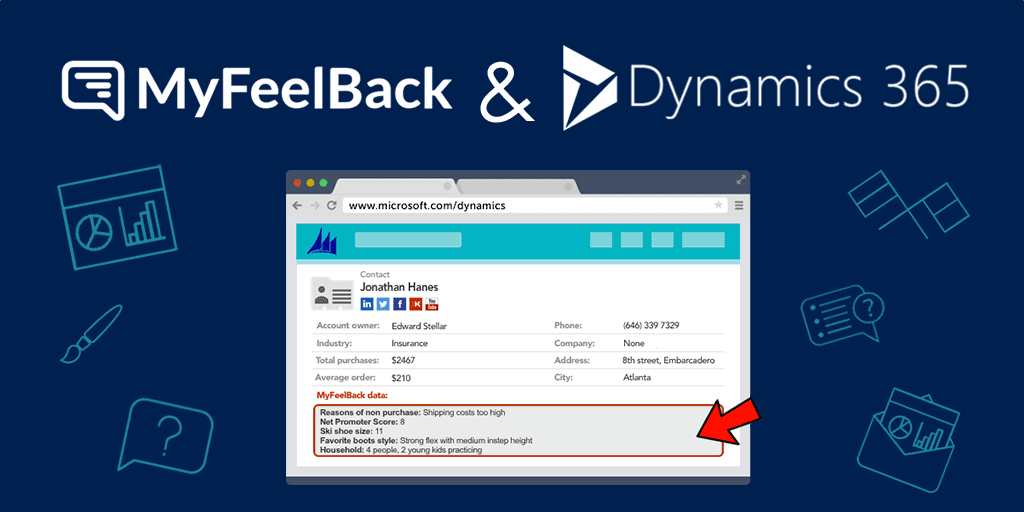 MyFeelBack & Dynamics 365
www.microsoft.com/dynamics
Contact
Jonathan Hanes
in f K You Tube
Account owner: Edward Stellar Phone: (646) 339 7329
Industry: Insurance Company: None
Total purchases: $2467 Address: 8th street, Embarcadero
Average order: $210 City: Atlanta
MyFeelBack data:
Reasons of non purchase: Shipping costs too high
Net Promoter Score: 8
Ski shoe size: 11
Favorite boots style: Strong flex with medium instep height
Household: 4 people, 2 young kids practicing
?
?